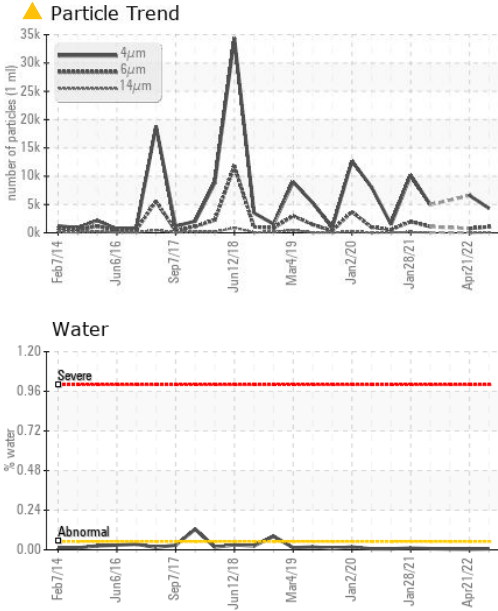 Particle Trend
number of particles (1 ml)
35k
30k
25k
20k
15k
10k
5k
0k
4µm
6µm
14µm
Feb7/14
Jun6/16
Sep7/17
Jun12/18
Mar4/19
Jan2/20
Jan28/21
Apr21/22
Water
% water
1.20
0.96
0.72
0.48
0.24
0.00
Severe
Abnormal
Feb7/14
Jun6/16
Sep7/17
Jun12/18
Mar4/19
Jan2/20
Jan28/21
Apr21/22